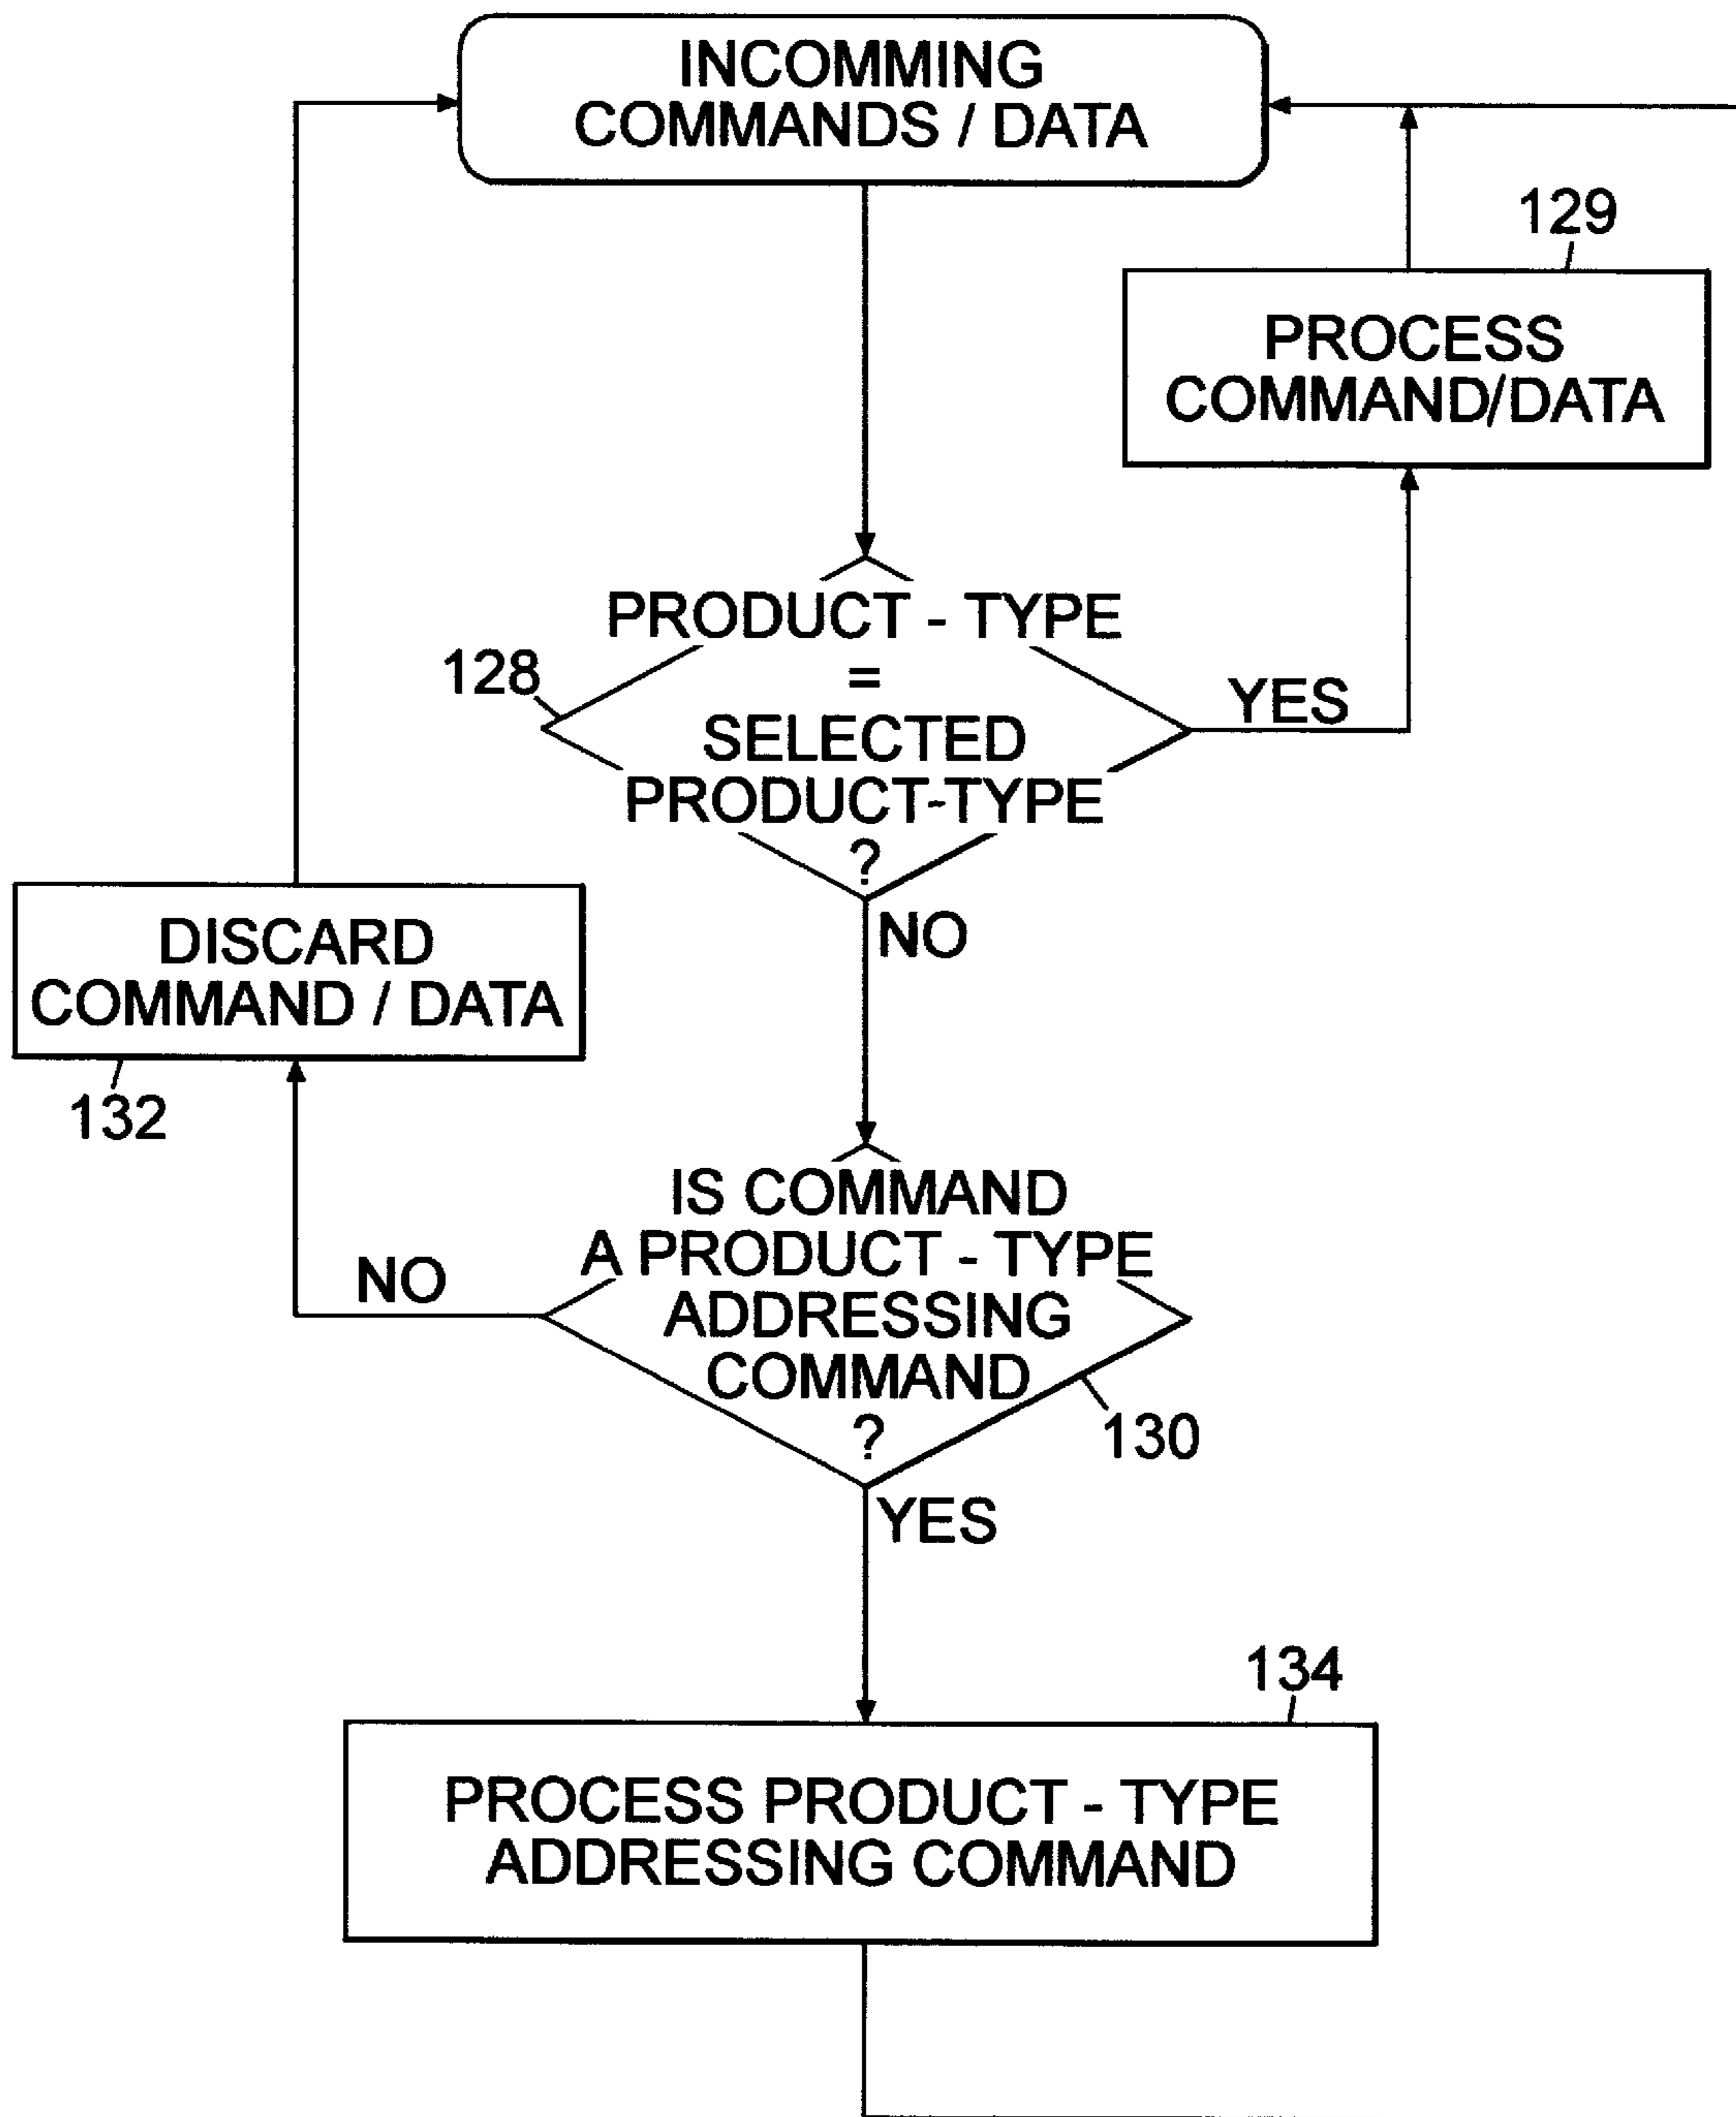 INCOMMING
COMMANDS / DATA
129
PROCESS
COMMAND/DATA
PRODUCT - TYPE
=
SELECTED
PRODUCT-TYPE
?
128
YES
NO
DISCARD
COMMAND / DATA
132
IS COMMAND
A PRODUCT - TYPE
ADDRESSING
COMMAND
?
NO
130
YES
134
PROCESS PRODUCT - TYPE
ADDRESSING COMMAND